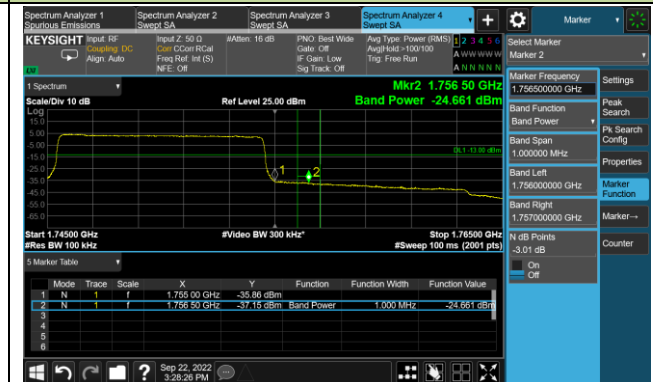 Spectrum Analyzer 1 Spurious Emissions
Spectrum Analyzer 2 Swept SA
Spectrum Analyzer 3 Swept SA
Spectrum Analyzer 4 Swept SA
+
Marker
KEYSIGHT
Input: RF
Coupling: DC
Align: Auto
Input Z: 50 Ω
Corr CCorr RCal
Freq Ref: Int (S)
NFE: Off
#Atten: 16 dB
PNO: Best Wide
Gate: Off
IF Gain: Low
Sig Track: Off
Avg Type: Power (RMS)
Avg|Hold:>100/100
Trig: Free Run
1 2 3 4 5 6
A W W W W W
A N N N N N
LW
Select Marker
Marker 2
1 Spectrum
Mkr2 1.756 50 GHz
Scale/Div 10 dB
Ref Level 25.00 dBm
Band Power -24.661 dBm
Log
15.0
5.00
-5.00
-15.0
-25.0
-35.0
-45.0
-55.0
-65.0
DL1 -13.00 dBm
1
2
Start 1.74500 GHz
#Video BW 300 kHz*
Stop 1.76500 GHz
#Res BW 100 kHz
#Sweep 100 ms (2001 pts)
Marker Frequency
1.756500000 GHz
Band Function
Band Power
Band Span
1.000000 MHz
Band Left
1.756000000 GHz
Band Right
1.757000000 GHz
N dB Points
-3.01 dB
On
Off
Settings
Peak Search
Pk Search Config
Properties
Marker Function
Marker→
Counter
5 Marker Table
Mode Trace Scale X Y Function Function Width Function Value
1 N 1 f 1.755 00 GHz -35.86 dBm
2 N 1 f 1.756 50 GHz -37.15 dBm Band Power 1.000 MHz -24.661 dBm
3
4
5
6
?
Sep 22, 2022
3:28:26 PM